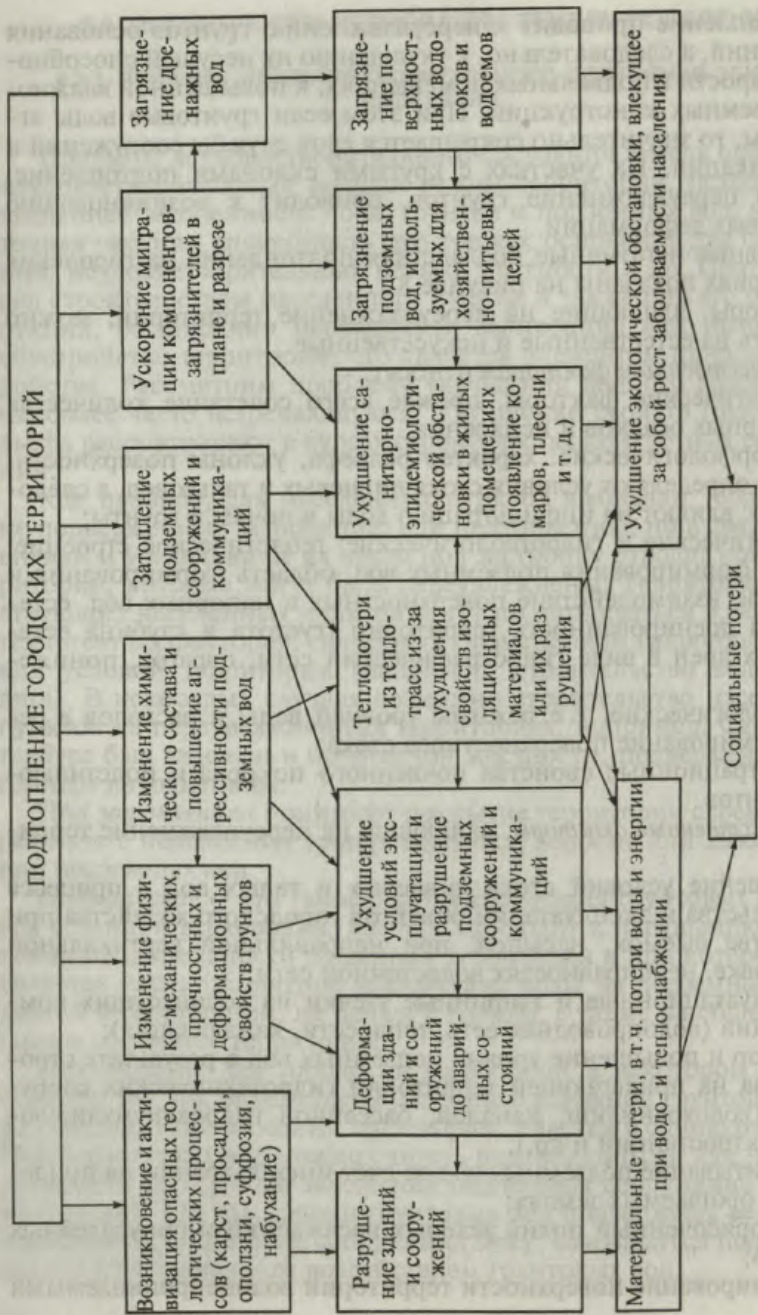 ПОДТОПЛЕНИЕ ГОРОДСКИХ ТЕРРИТОРИЙ
Возникновение и акти-
визация опасных гео-
логических процес-
сов (карст, просадки,
оползни, суффозия,
набухание)
Изменение физи-
ко-механических,
прочностных и
деформационных
свойств грунтов
Изменение хими-
ческого состава и
повышение аг-
рессивности под-
земных вод
Затопление
подземных
сооружений и
коммуника-
ций
Ускорение мигра-
ции компонентов-
загрязнителей в
плане и разрезе
Загрязне-
ние дре-
нажных
вод
Разруше-
ние зданий
и соору-
жений
Деформа-
ции зда-
ний и со-
оружений
до аварий-
ных со-
стояний
Ухудшение
условий экс-
плуатации и
разрушение
подземных
сооружений и
коммуника-
ций
Теплопотери
из тепло-
трасс из-за
ухудшения
свойств изо-
ляционных
материалов
или их раз-
рушения
Ухудшение са-
нитарно-
эпидемиологи-
ческой обста-
новки в жилых
помещениях
(появление ко-
маров, плесени
и т.д.)
Загрязнение
подземных
вод, исполь-
зуемых для
хозяйствен-
но-питьевых
целей
Загрязне-
ние по-
верхност-
ных водо-
токов и
водоемов
Материальные потери, в т.ч. потери воды и энергии
при водо- и теплоснабжении
Ухудшение экологической обстановки, влекущее
за собой рост заболеваемости населения
Социальные потери